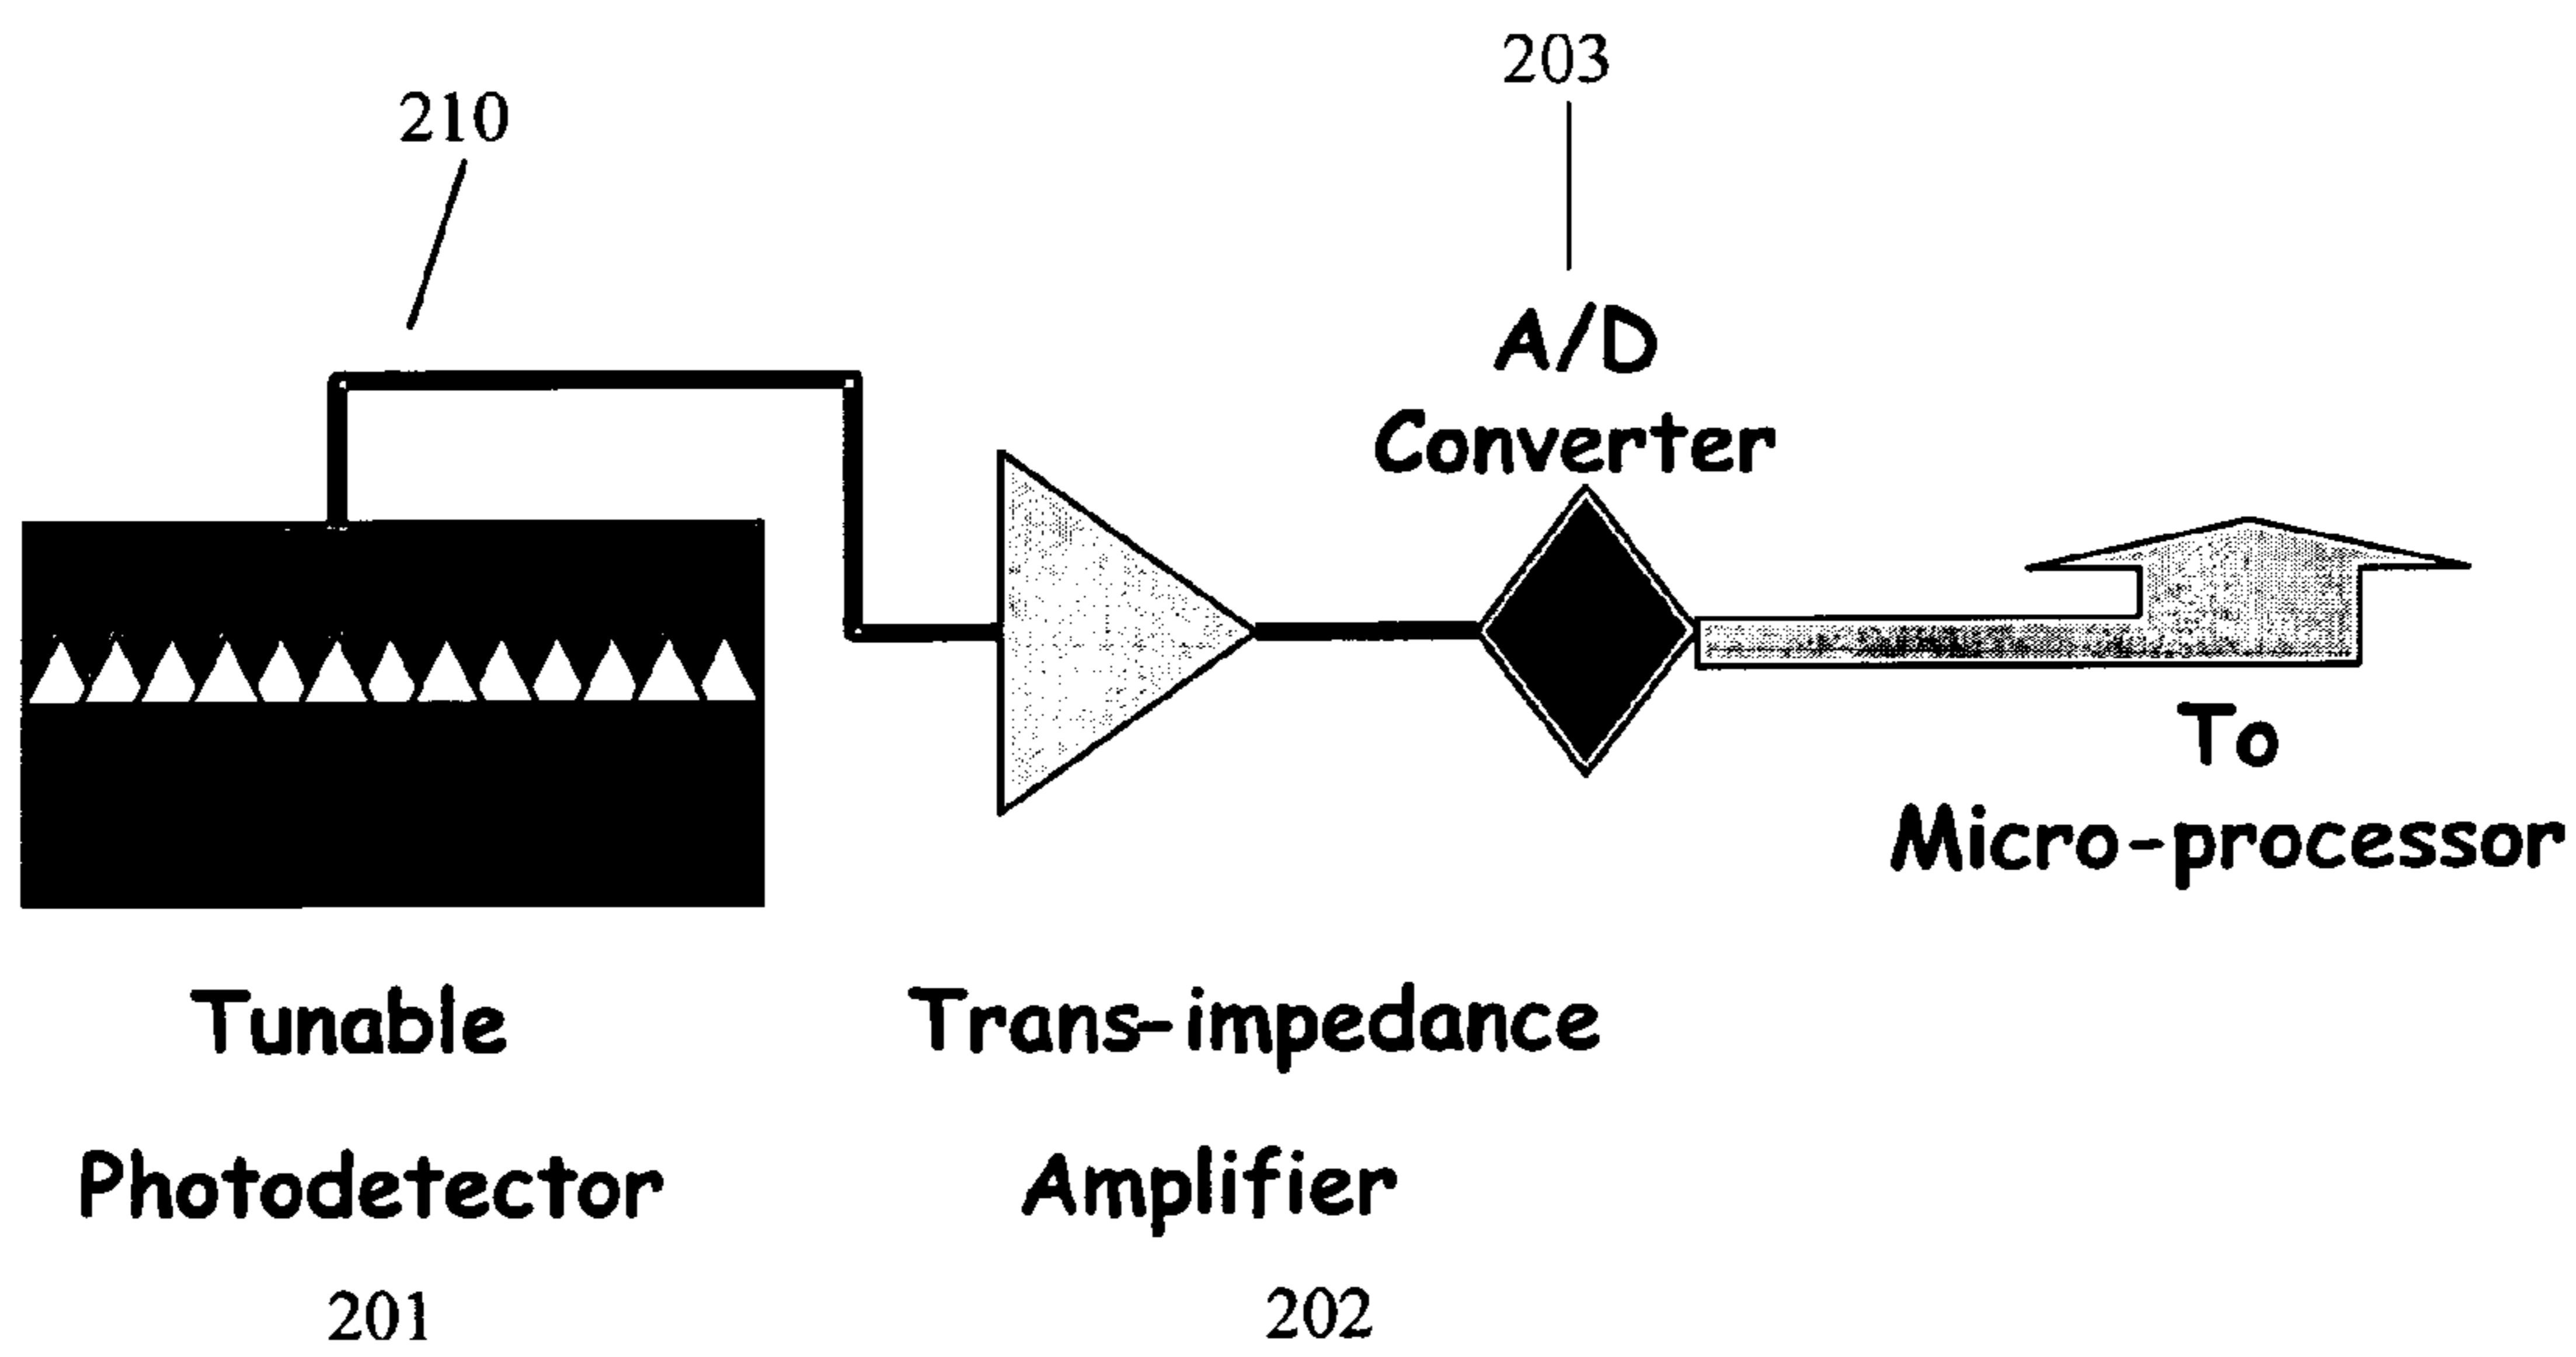 203
210
A/D
Converter
To
Micro-processor
Tunable
Photodetector
201
Trans-impedance
Amplifier
202